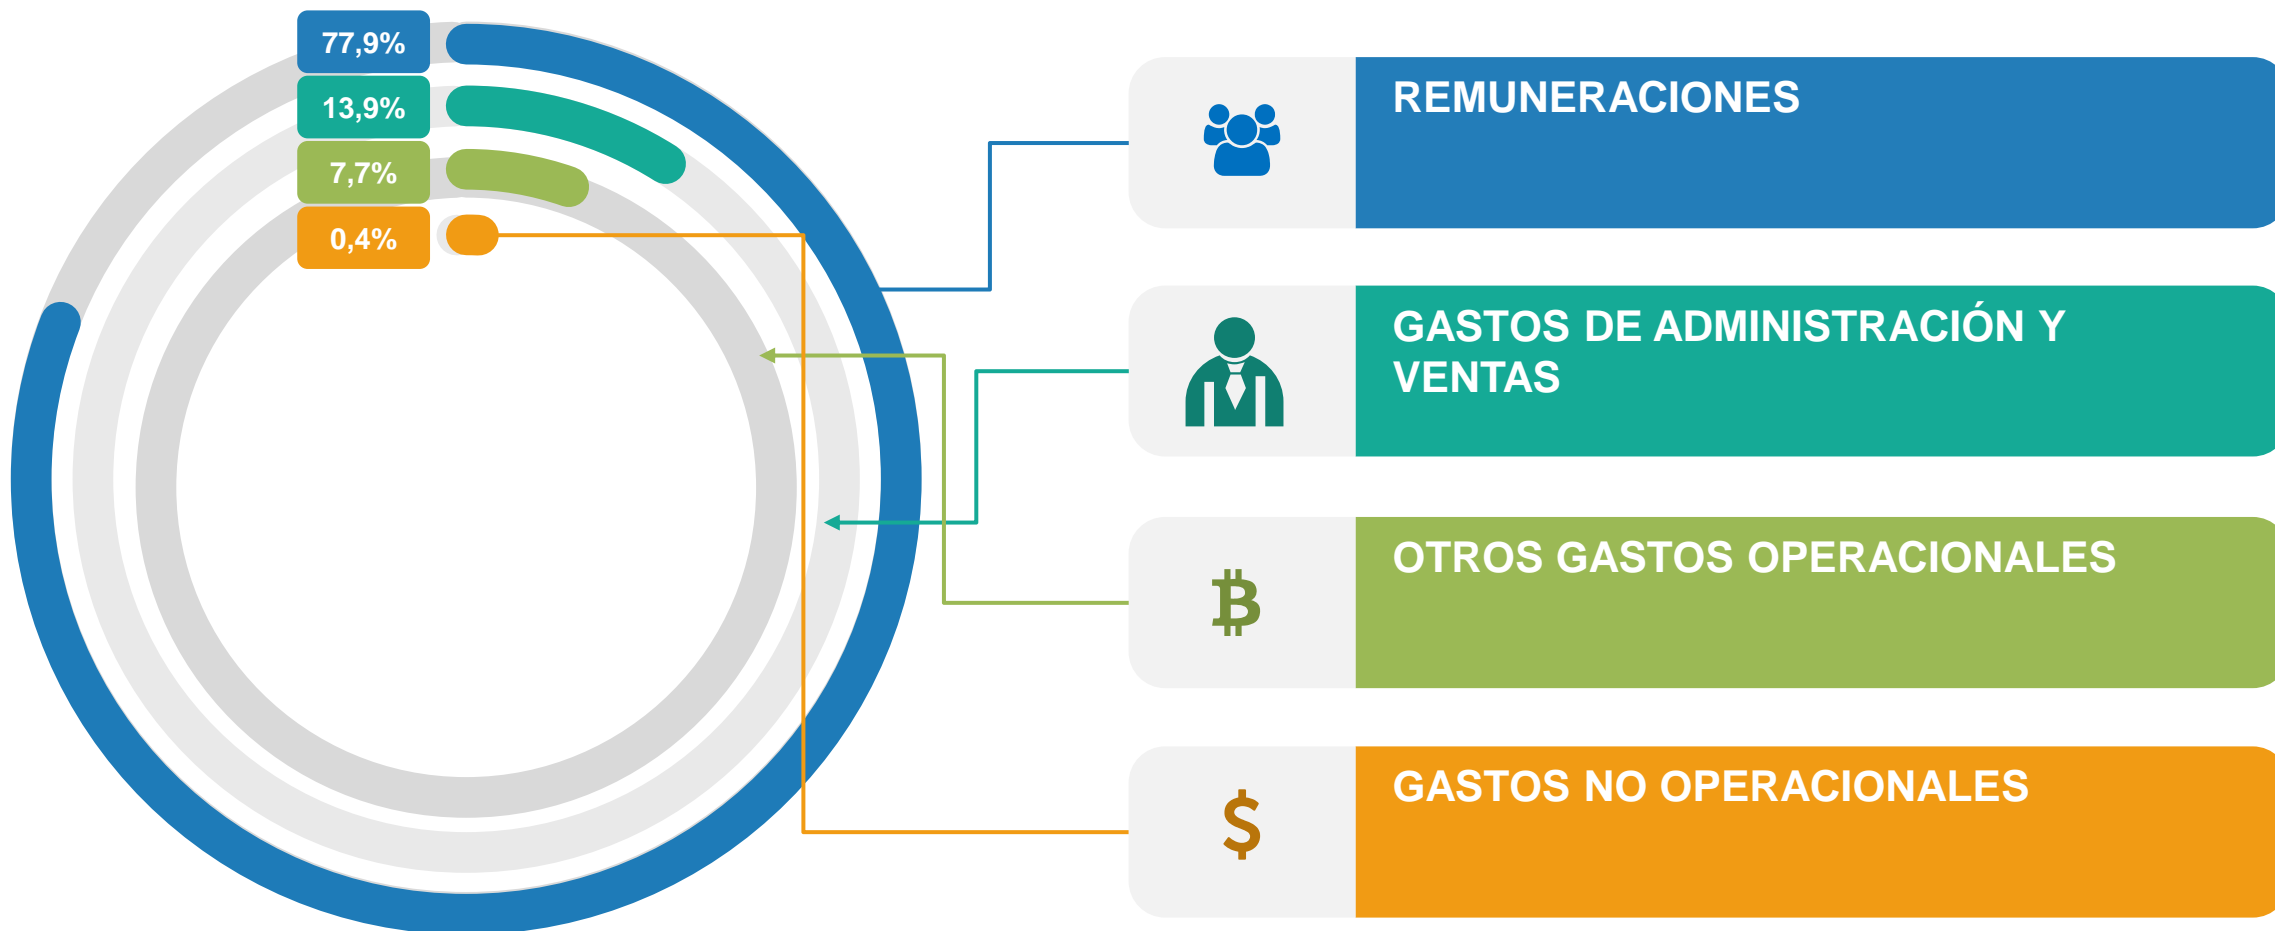 77,9%
13,9%
7,7%
0,4%
REMUNERACIONES
GASTOS DE ADMINISTRACIÓN Y
VENTAS
OTROS GASTOS OPERACIONALES
GASTOS NO OPERACIONALES